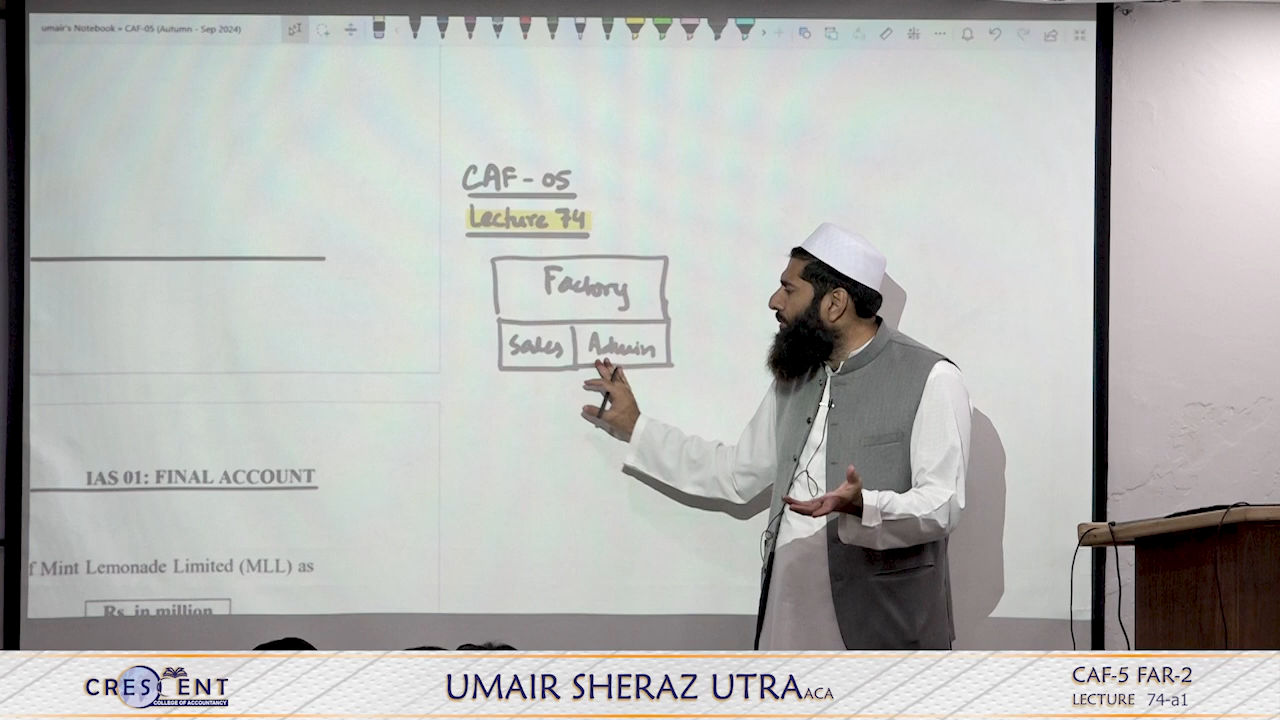 umair's Notebook • CAF-05 (Autumn - Sep 2024)
CAF - 05
Lecture 74
Factory
Sales Admin
IAS 01: FINAL ACCOUNT
f Mint Lemonade Limited (MLL) as
Rs. in million
CRESCENT
COLLEGE OF ACCOUNTANCY
UMAIR SHERAZ UTRA ACA
CAF-5 FAR-2
LECTURE 74-a1